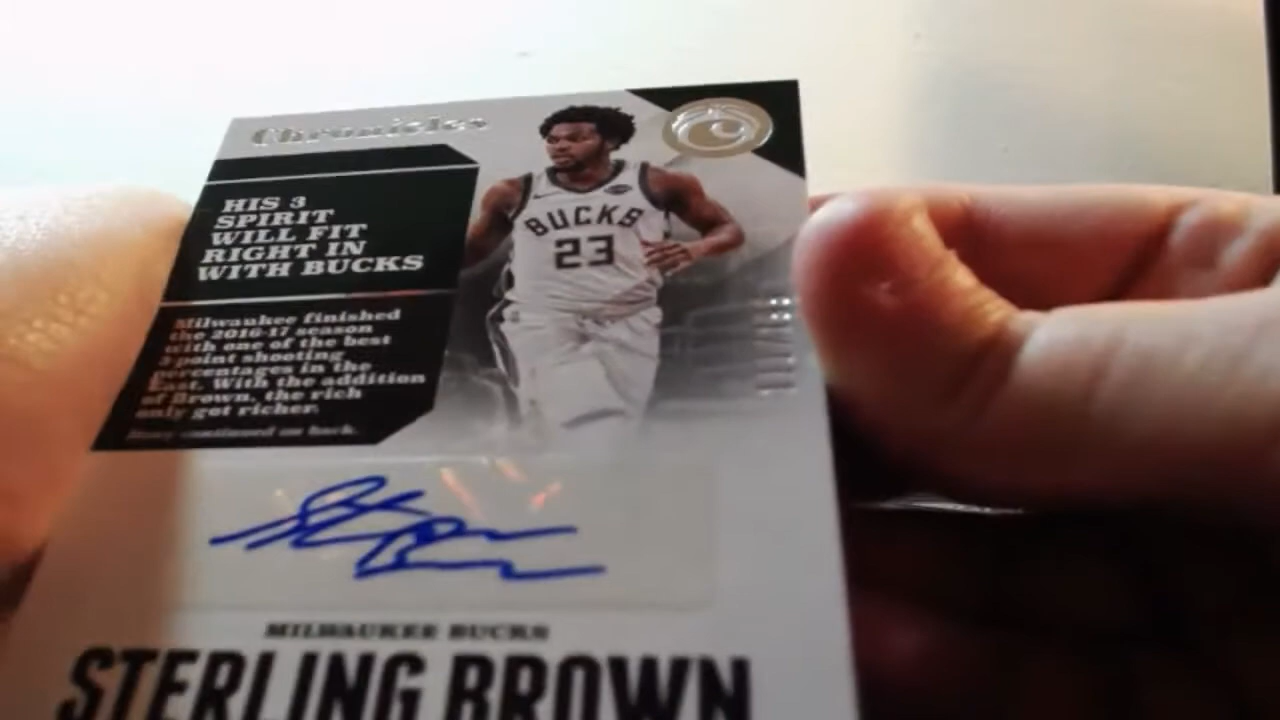 Chronicles
HIS 3
SPIRIT
WILL FIT
RIGHT IN
WITH BUCKS
BUCKS
23
Milwaukee finished
the 2016-17 season
with one of the best
3-point shooting
percentages in the
East. With the addition
of Brown, the rich
only got richer.
Story continued on back.
MILWAUKEE BUCKS
STERLING BROWN